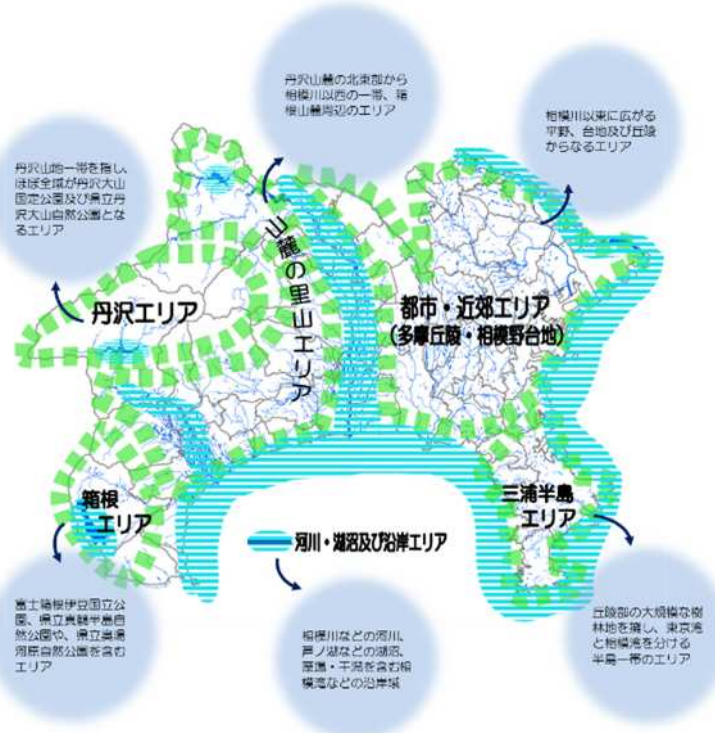 丹沢山麓の北東部から
相模川以西の一帯、箱
根山麓周辺のエリア
相模川以東に広がる
平野、台地及び丘陵
からなるエリア
丹沢山地一帯を指し、
ほぼ全域が丹沢大山
国定公園及び県立丹
沢大山自然公園とな
るエリア
山麓の里山エリア
丹沢エリア
都市・近郊エリア
(多摩丘陵・相模野台地)
箱根
エリア
三浦半島
エリア
河川・湖沼及び沿岸エリア
富士箱根伊豆国立公
園、県立真鶴半島自
然公園や、県立奥湯
河原自然公園を含む
エリア
相模川などの河川、
芦ノ湖などの湖沼、
藻場・干潟を含む相
模湾などの沿岸域
丘陵部の大規模な樹
林地を擁し、東京湾
と相模湾を分ける
半島一帯のエリア